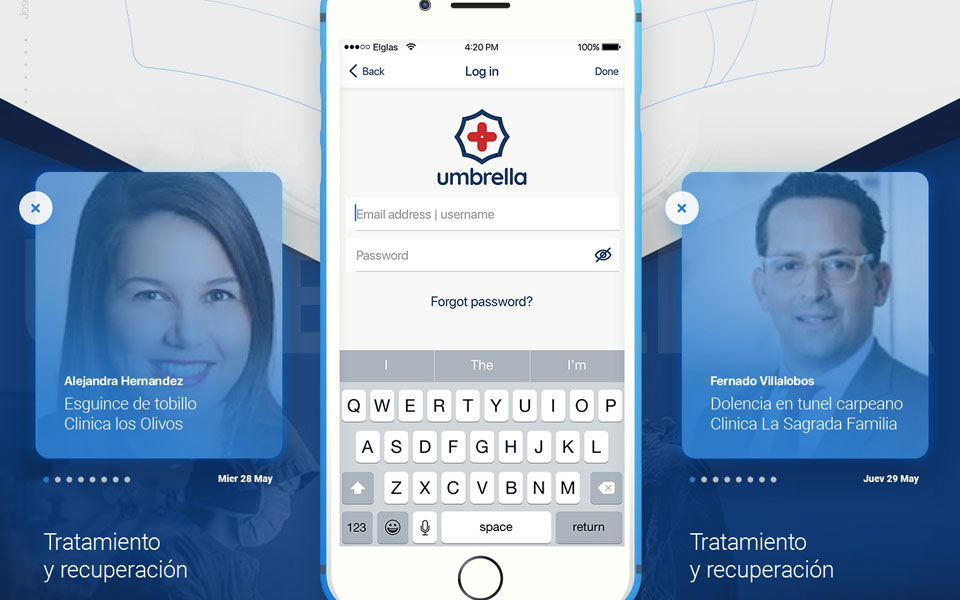 Elglas
4:20 PM
100%
Back
Log in
Done
umbrella
Email address | username
Password
Forgot password?
I
The
I'm
Q W E R T Y U I O P
A S D F G H J K L
Z X C V B N M
123
space
return
Alejandra Hernandez
Esguince de tobillo
Clinica los Olivos
Mier 28 May
Tratamiento
y recuperación
Fernado Villalobos
Dolencia en tunel carpeano
Clinica La Sagrada Familia
Juev 29 May
Tratamiento
y recuperación